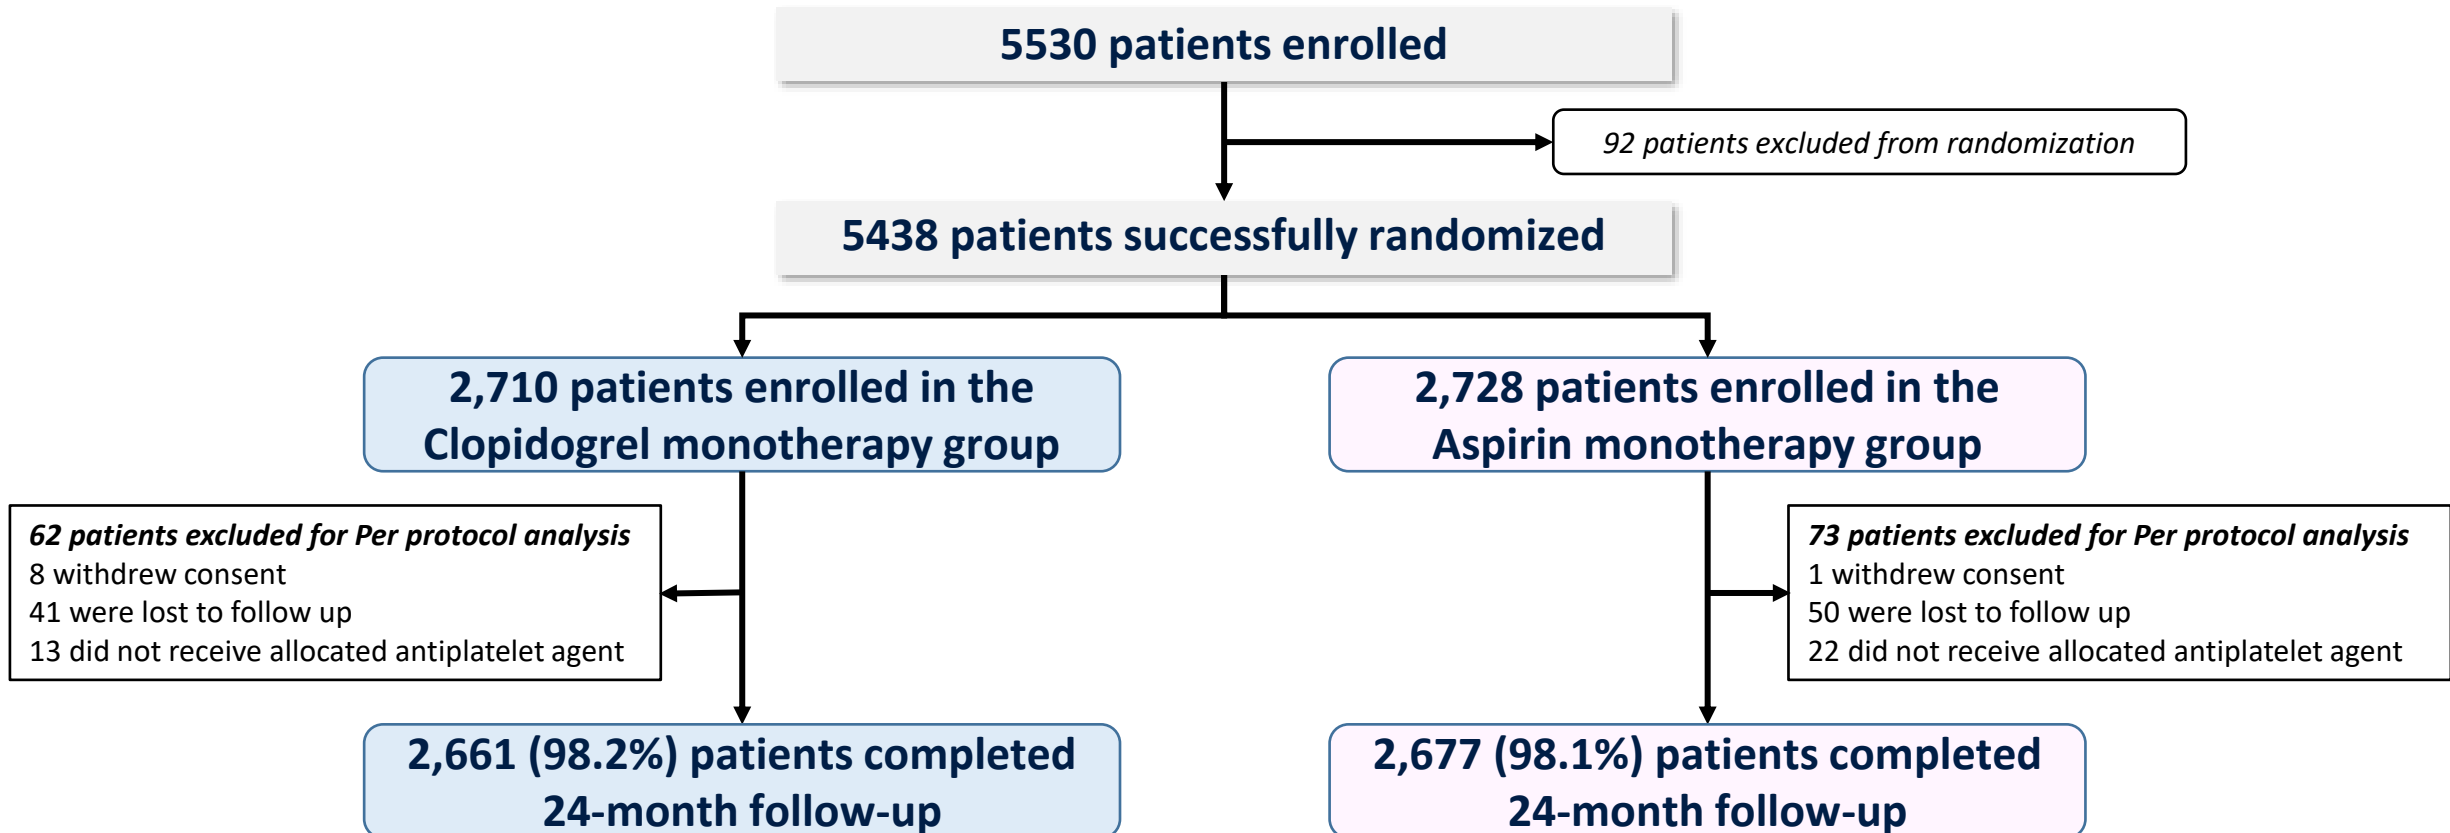 5530 patients enrolled
92 patients excluded from randomization
5438 patients successfully randomized
2,710 patients enrolled in the
Clopidogrel monotherapy group
2,728 patients enrolled in the
Aspirin monotherapy group
62 patients excluded for Per protocol analysis
8 withdrew consent
41 were lost to follow up
13 did not receive allocated antiplatelet agent
73 patients excluded for Per protocol analysis
1 withdrew consent
50 were lost to follow up
22 did not receive allocated antiplatelet agent
2,661 (98.2%) patients completed
24-month follow-up
2,677 (98.1%) patients completed
24-month follow-up